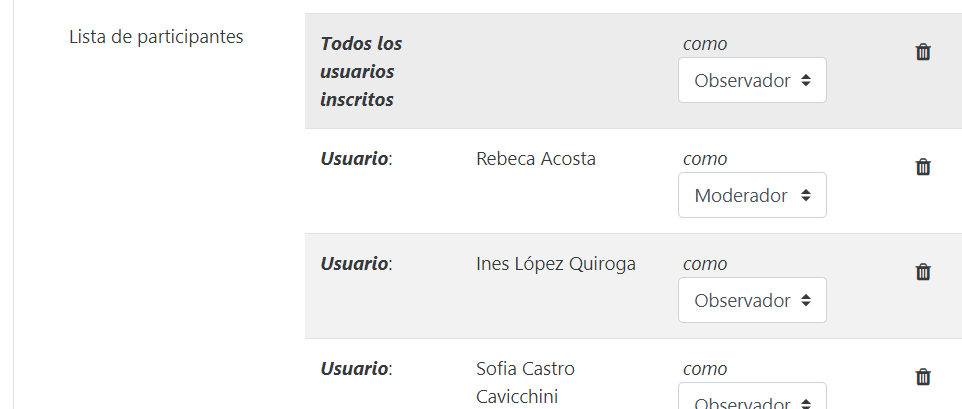 Lista de participantes
Todos los
usuarios
inscritos
como
Observador
Usuario:
Rebeca Acosta
como
Moderador
Usuario:
Ines López Quiroga
como
Observador
Usuario:
Sofia Castro
Cavicchini
como
Observador